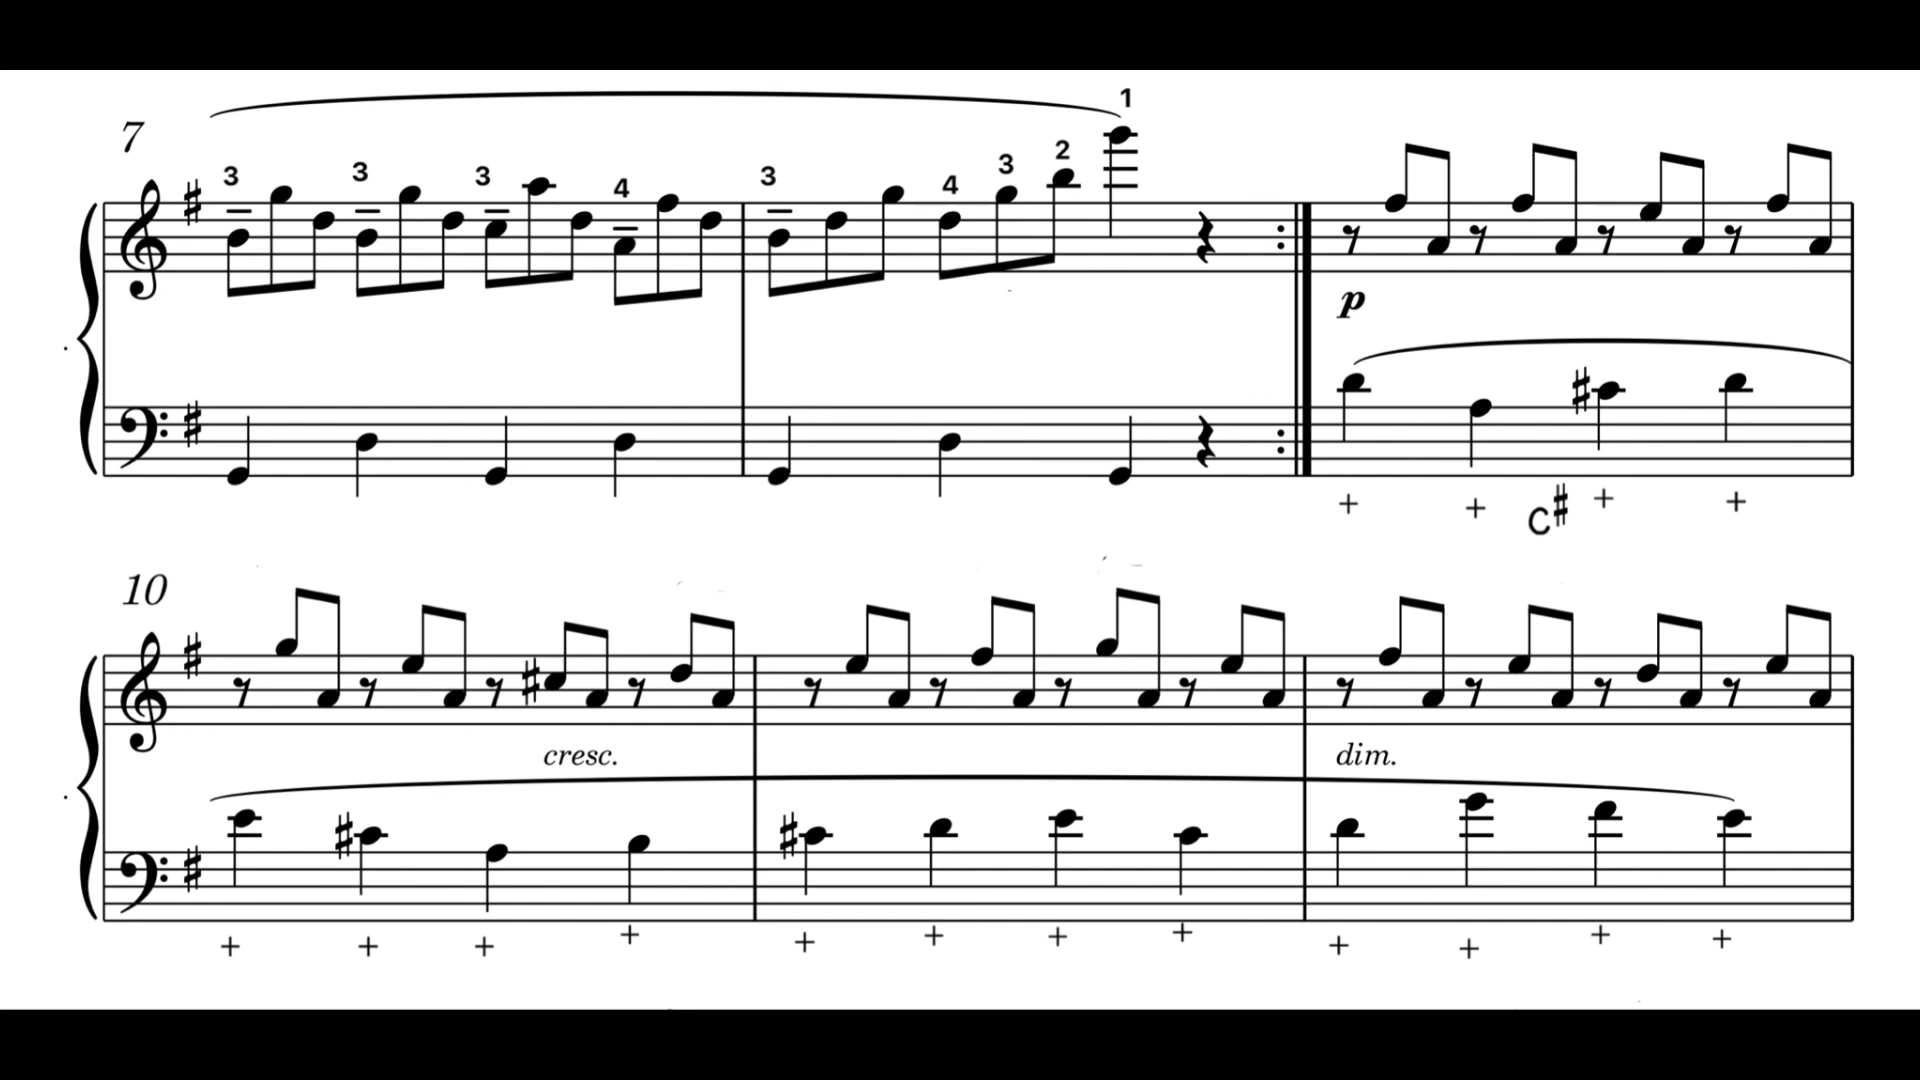 1
7
3 3 3 4 3 4 3 2
p
+ + C♯ + +
10
cresc. dim.
+ + + + + + + + + + + +